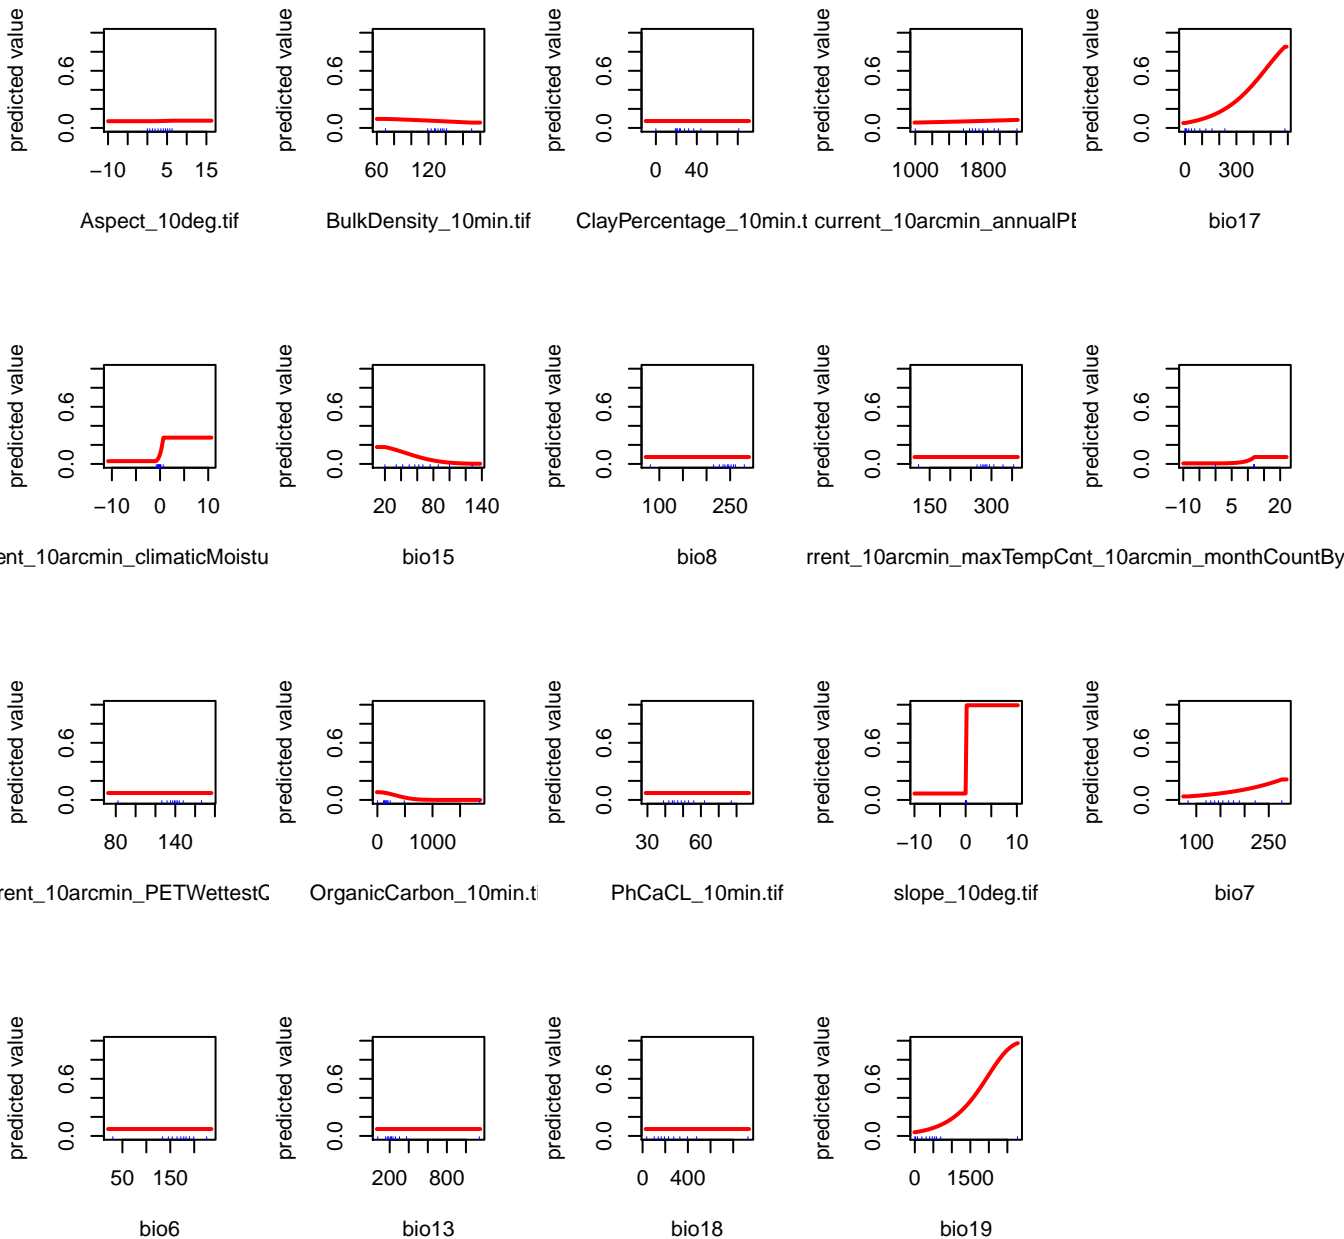 predicted value
0.0 0.6
−10 5 15
Aspect_10deg.tif
predicted value
0.0 0.6
60 120
BulkDensity_10min.tif
predicted value
0.0 0.6
0 40
ClayPercentage_10min.t
predicted value
0.0 0.6
1000 1800
current_10arcmin_annualPE
predicted value
0.0 0.6
0 300
bio17
predicted value
0.0 0.6
−10 0 10
ent_10arcmin_climaticMoistu
predicted value
0.0 0.6
20 80 140
bio15
predicted value
0.0 0.6
100 250
bio8
predicted value
0.0 0.6
150 300
rrent_10arcmin_maxTempCo
predicted value
0.0 0.6
−10 5 20
nt_10arcmin_monthCountBy
predicted value
0.0 0.6
80 140
rent_10arcmin_PETWettestQ
predicted value
0.0 0.6
0 1000
OrganicCarbon_10min.ti
predicted value
0.0 0.6
30 60
PhCaCL_10min.tif
predicted value
0.0 0.6
−10 0 10
slope_10deg.tif
predicted value
0.0 0.6
100 250
bio7
predicted value
0.0 0.6
50 150
bio6
predicted value
0.0 0.6
200 800
bio13
predicted value
0.0 0.6
0 400
bio18
predicted value
0.0 0.6
0 1500
bio19